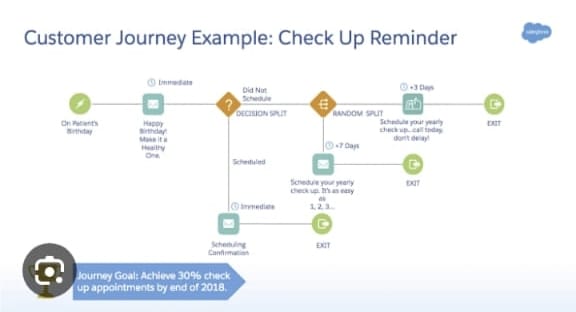 Customer Journey Example: Check Up Reminder
salesforce
Immediate
Did Not
Schedule
+3 Days
DECISION SPLIT
RANDOM SPLIT
On Patient's
Birthday
Happy
Birthday!
Make it a
Healthy
One.
Schedule your yearly
check up...call today,
don't delay!
EXIT
+7 Days
Scheduled
Schedule your yearly
check up. It's as easy
as
1, 2, 3...
EXIT
Immediate
Scheduling
Confirmation
EXIT
Journey Goal: Achieve 30% check
up appointments by end of 2018.